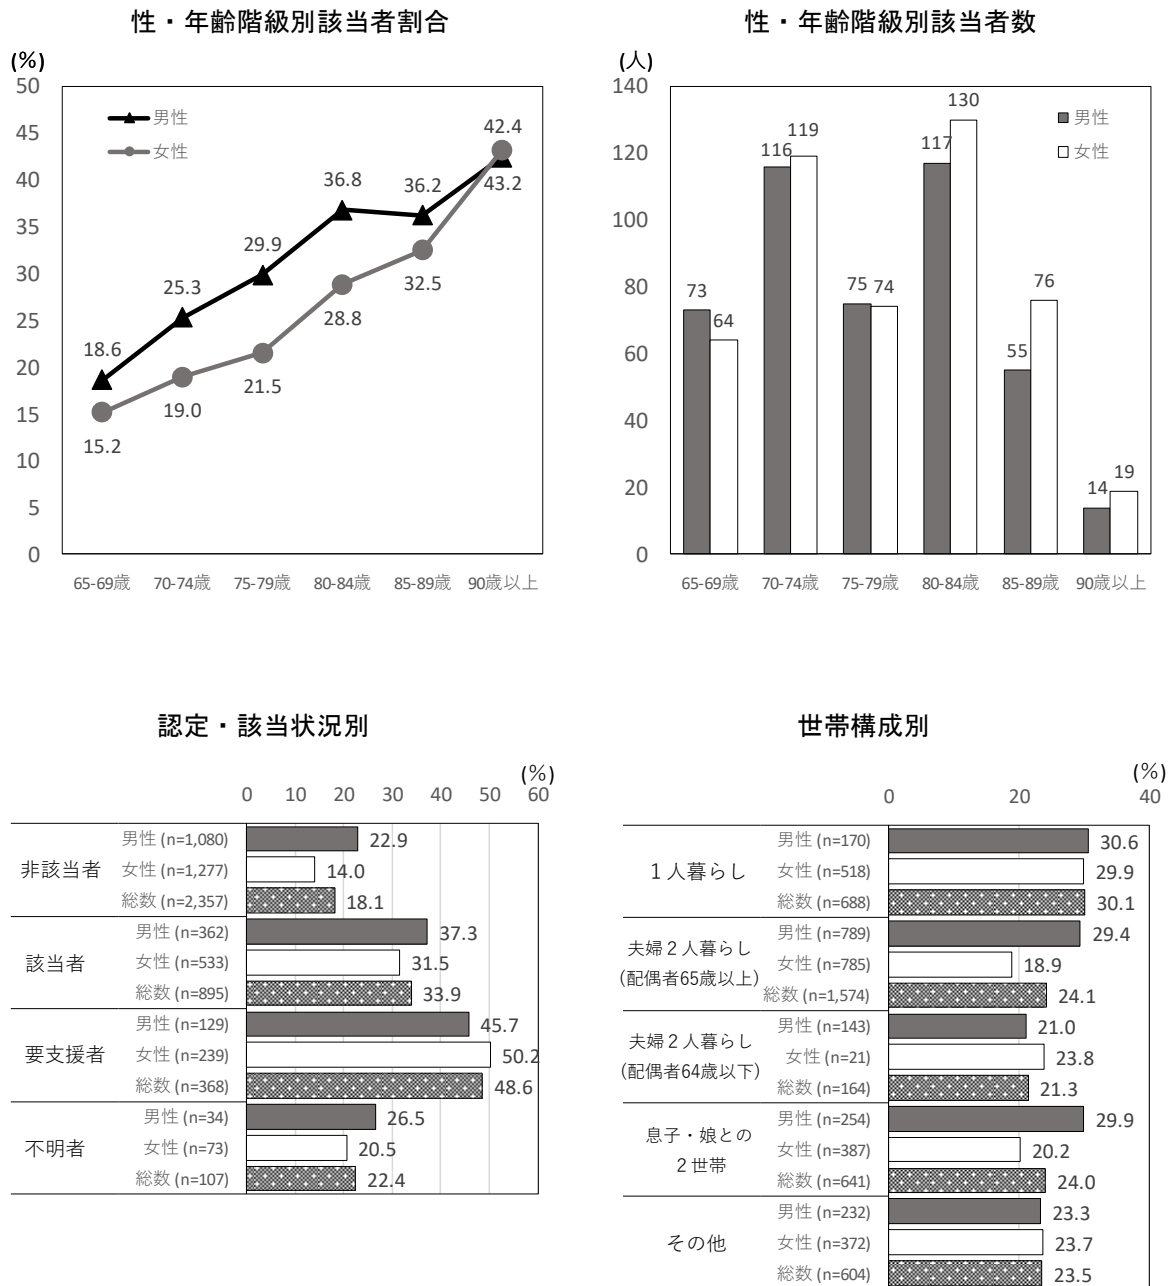 性・年齢階級別該当者割合
(%)
50
45
40
35
30
25
20
15
10
5
0
男性
女性
18.6
25.3
29.9
36.8
36.2
42.4
15.2
19.0
21.5
28.8
32.5
43.2
65-69歳 70-74歳 75-79歳 80-84歳 85-89歳 90歳以上
性・年齢階級別該当者数
(人)
140
120
100
80
60
40
20
0
男性
女性
73 64
116 119
75 74
117 130
55 76
14 19
65-69歳 70-74歳 75-79歳 80-84歳 85-89歳 90歳以上
認定・該当状況別
(%)
0 10 20 30 40 50 60
非該当者
男性 (n=1,080) 22.9
女性 (n=1,277) 14.0
総数 (n=2,357) 18.1
該当者
男性 (n=362) 37.3
女性 (n=533) 31.5
総数 (n=895) 33.9
要支援者
男性 (n=129) 45.7
女性 (n=239) 50.2
総数 (n=368) 48.6
不明者
男性 (n=34) 26.5
女性 (n=73) 20.5
総数 (n=107) 22.4
世帯構成別
(%)
0 20 40
1人暮らし
男性 (n=170) 30.6
女性 (n=518) 29.9
総数 (n=688) 30.1
夫婦２人暮らし
(配偶者65歳以上)
男性 (n=789) 29.4
女性 (n=785) 18.9
総数 (n=1,574) 24.1
夫婦２人暮らし
(配偶者64歳以下)
男性 (n=143) 21.0
女性 (n=21) 23.8
総数 (n=164) 21.3
息子・娘との
２世帯
男性 (n=254) 29.9
女性 (n=387) 20.2
総数 (n=641) 24.0
その他
男性 (n=232) 23.3
女性 (n=372) 23.7
総数 (n=604) 23.5